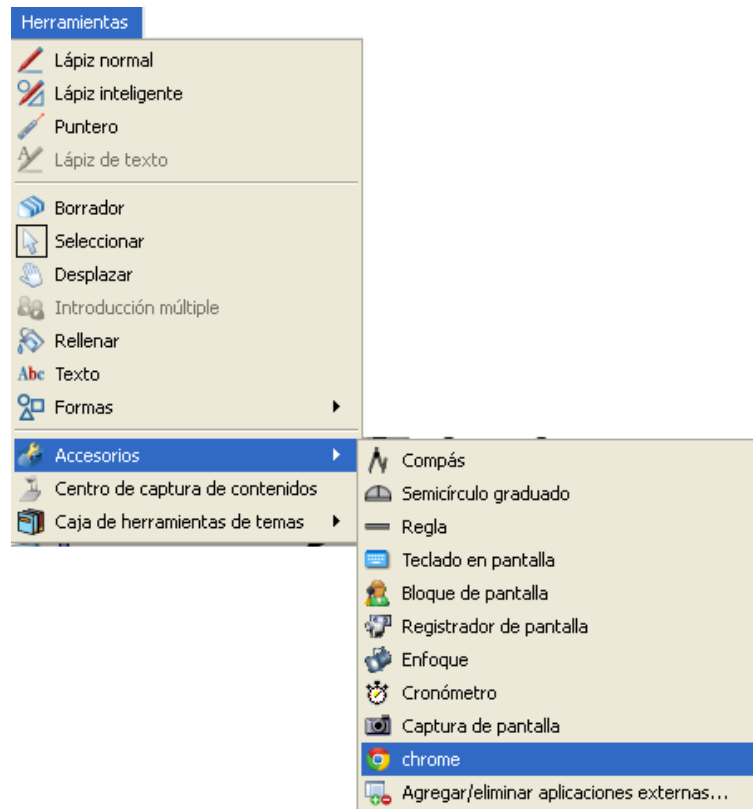 Herramientas
Lápiz normal
Lápiz inteligente
Puntero
Lápiz de texto
Borrador
Seleccionar
Desplazar
Introducción múltiple
Rellenar
Abc Texto
Formas
Accesorios
Centro de captura de contenidos
Caja de herramientas de temas
Compás
Semicírculo graduado
Regla
Teclado en pantalla
Bloque de pantalla
Registrador de pantalla
Enfoque
Cronómetro
Captura de pantalla
chrome
Agregar/eliminar aplicaciones externas...